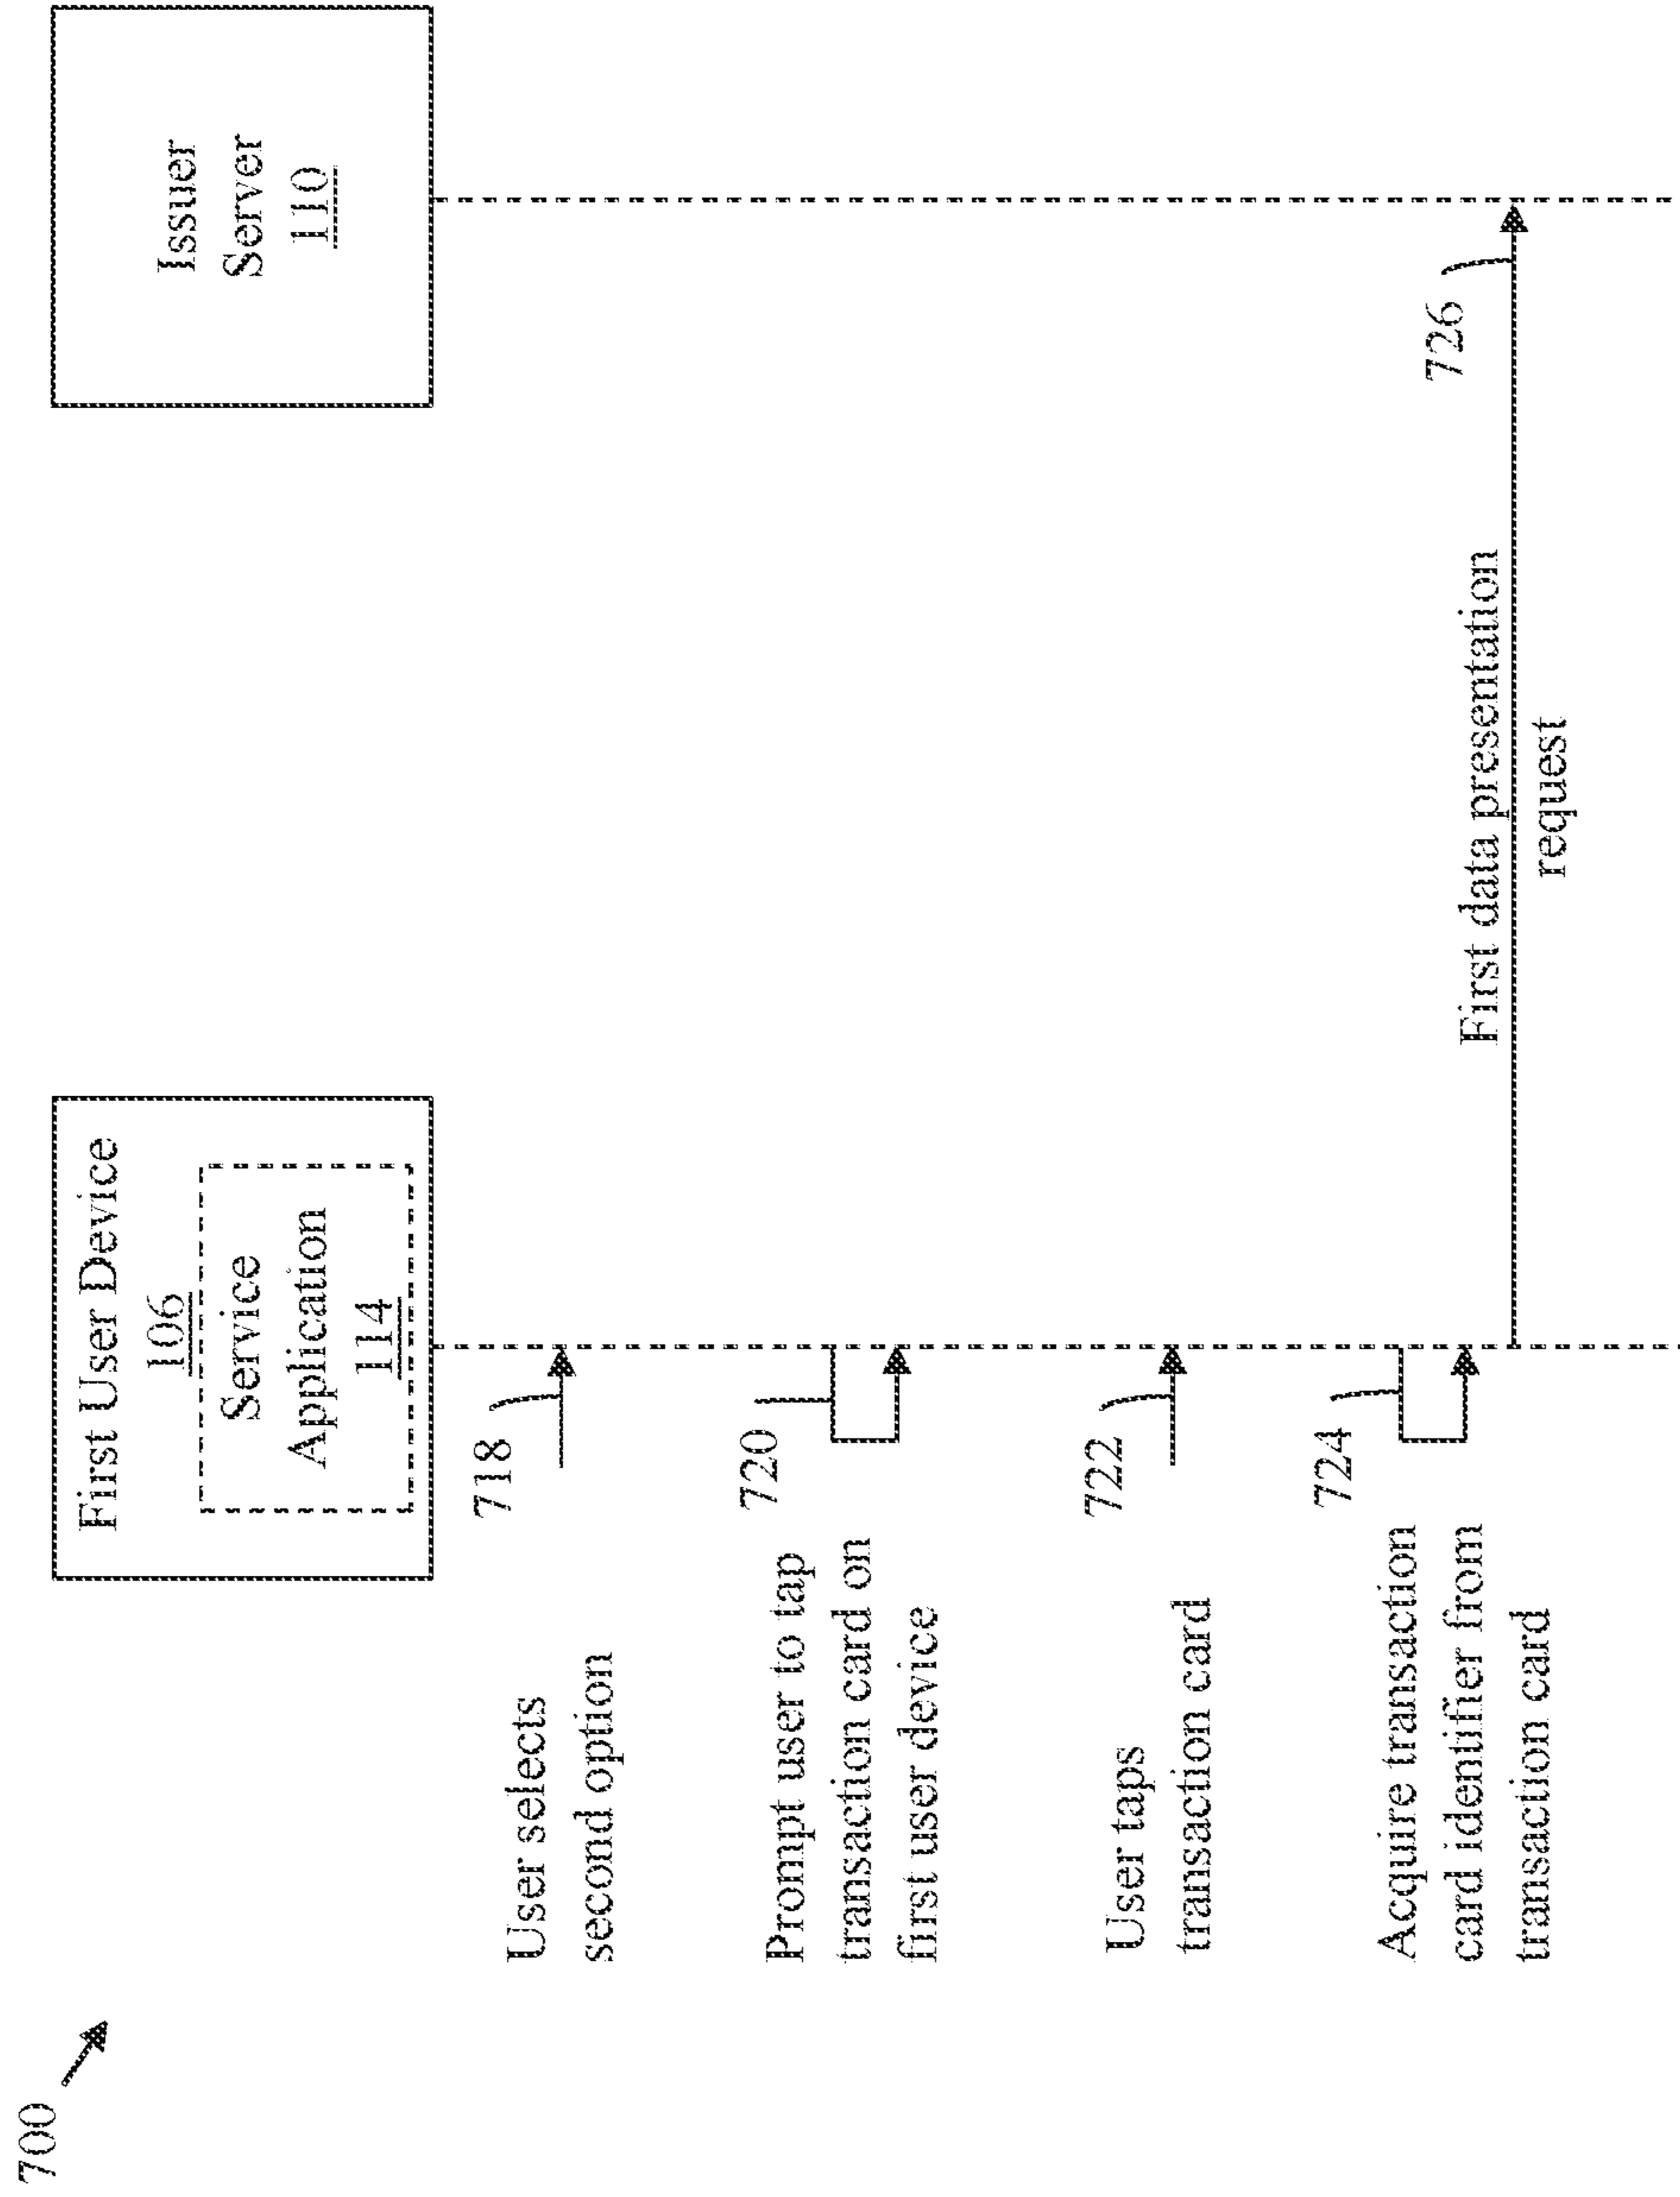 700
First User Device
106
Service
Application
114
Issuer
Server
110
718
User selects
second option
720
Prompt user to tap
transaction card on
first user device
722
User taps
transaction card
724
Acquire transaction
card identifier from
transaction card
726
First data presentation
request